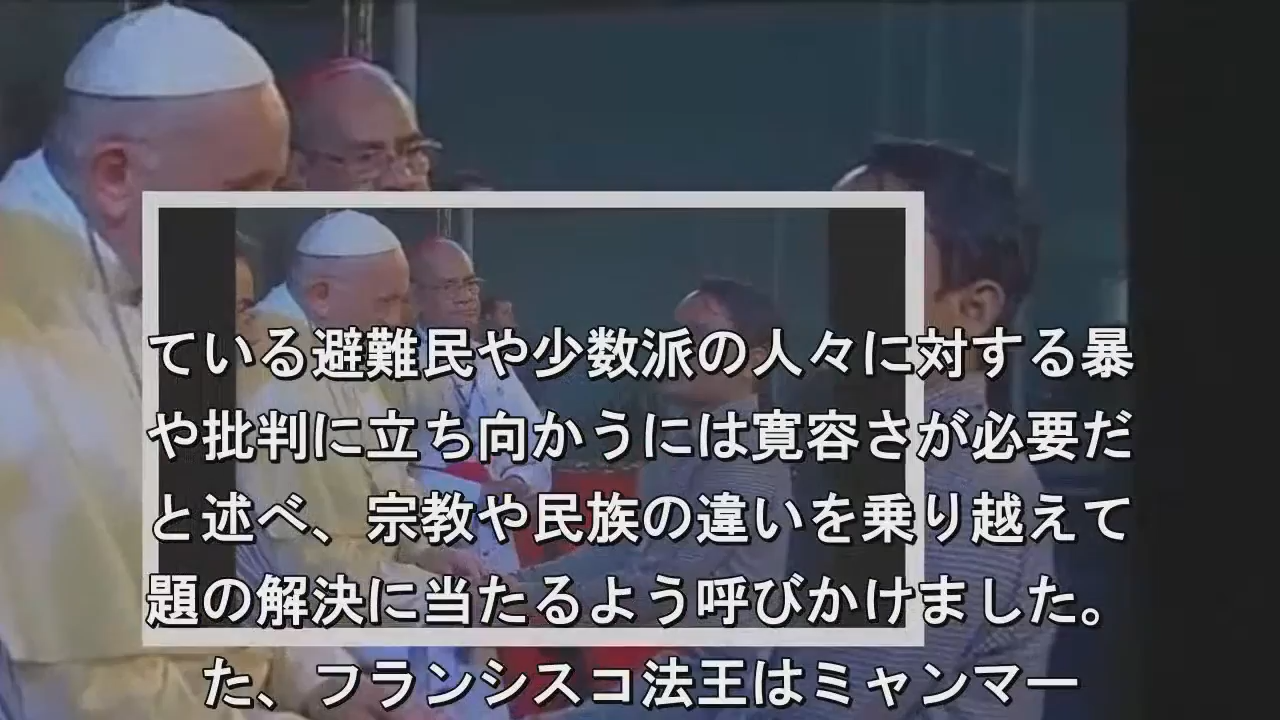 ている避難民や少数派の人々に対する暴
や批判に立ち向かうには寛容さが必要だ
と述べ、宗教や民族の違いを乗り越えて
題の解決に当たるよう呼びかけました。
た、フランシスコ法王はミャンマー